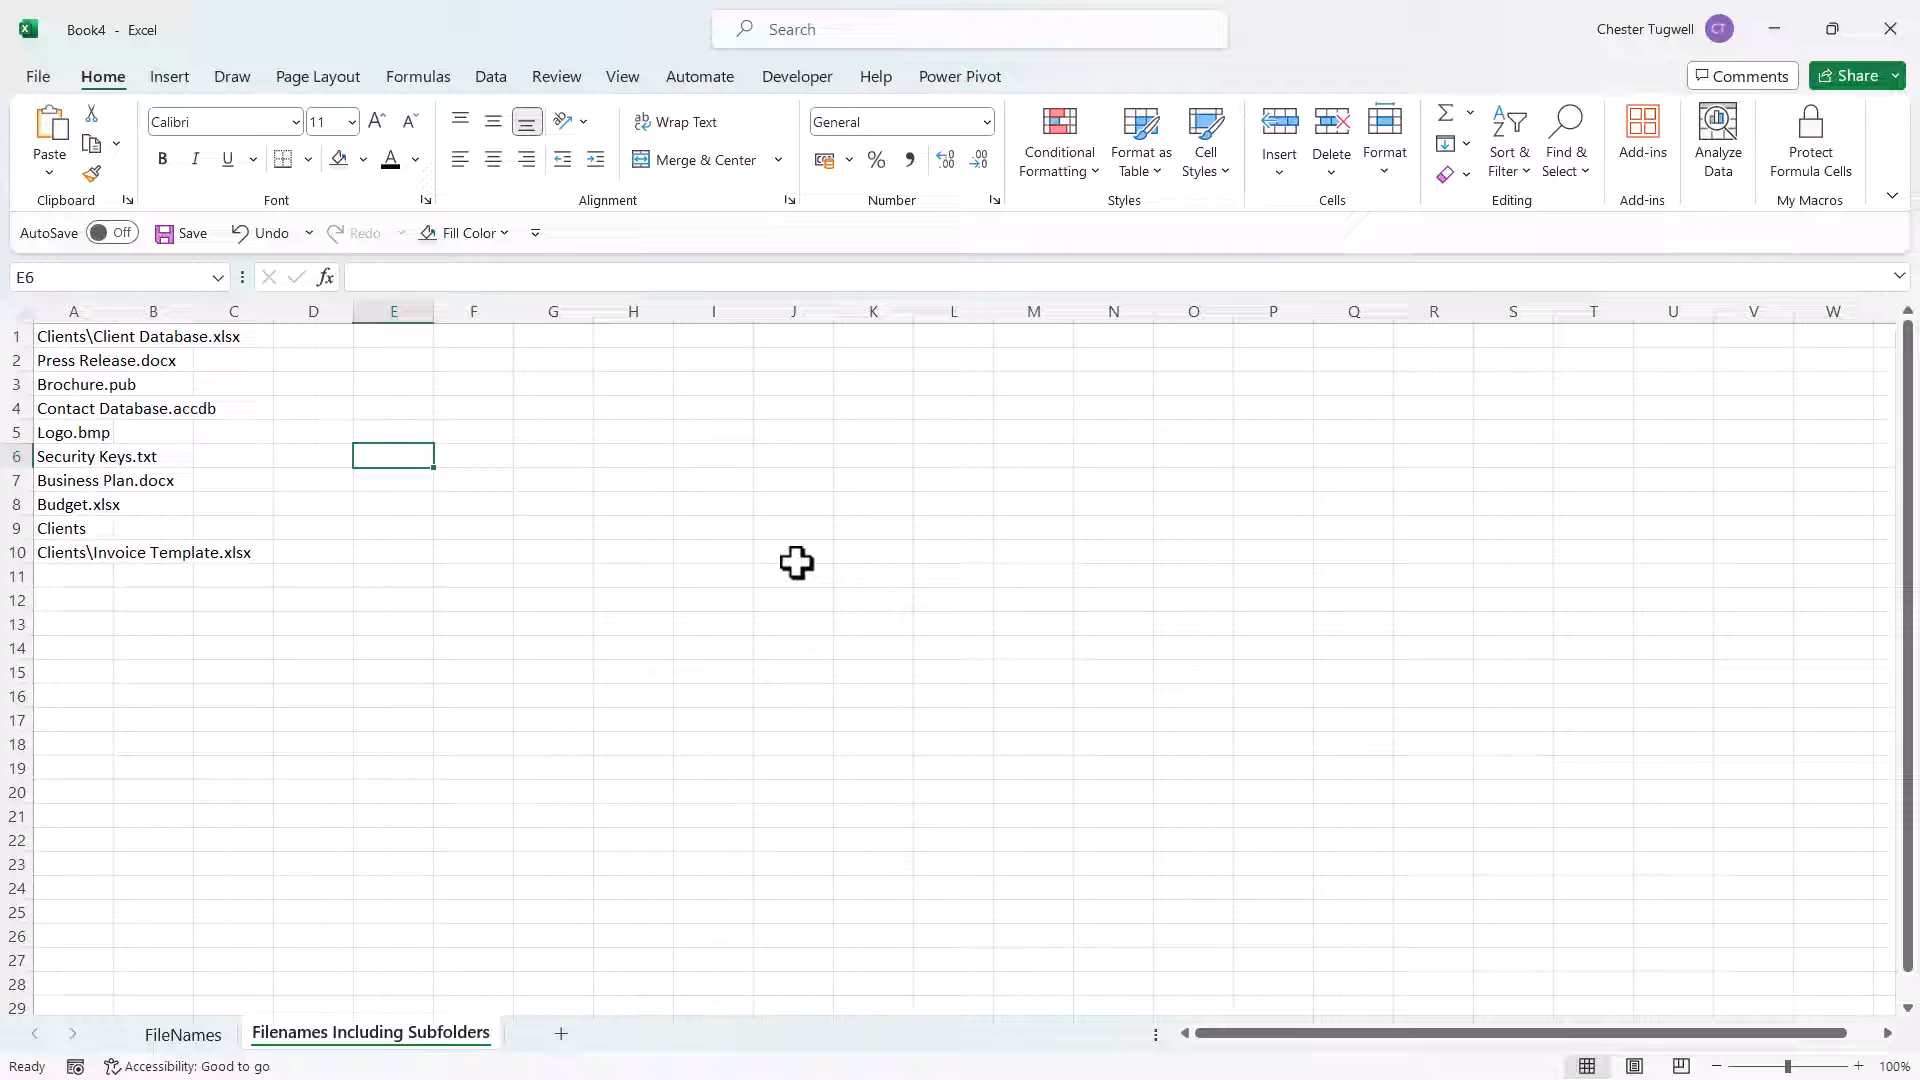 Book4 - Excel
Search
Chester Tugwell CT
File Home Insert Draw Page Layout Formulas Data Review View Automate Developer Help Power Pivot
Comments Share
Paste
Clipboard
Calibri 11
B I U A
Font
Wrap Text
Merge & Center
Alignment
General
%
Number
Conditional Formatting
Format as Table
Cell Styles
Styles
Insert
Delete
Format
Cells
Sort & Filter
Find & Select
Editing
Add-ins
Add-ins
Analyze Data
Protect Formula Cells
My Macros
AutoSave Off Save Undo Redo Fill Color
E6 fx
A B C D E F G H I J K L M N O P Q R S T U V W
1 Clients\Client Database.xlsx
2 Press Release.docx
3 Brochure.pub
4 Contact Database.accdb
5 Logo.bmp
6 Security Keys.txt
7 Business Plan.docx
8 Budget.xlsx
9 Clients
10 Clients\Invoice Template.xlsx
11
12
13
14
15
16
17
18
19
20
21
22
23
24
25
26
27
28
29
FileNames Filenames Including Subfolders
Ready Accessibility: Good to go 100%